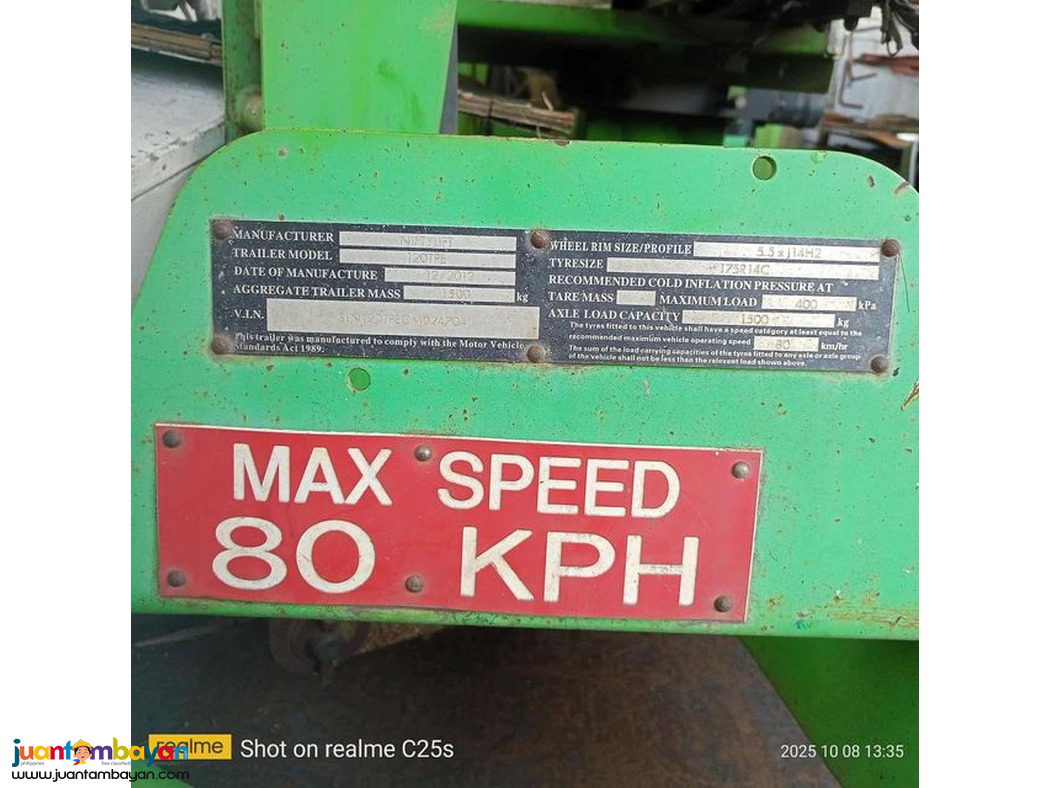 MANUFACTURER NIFTYLIFT
TRAILER MODEL 120TPE
DATE OF MANUFACTURE 12/2012
AGGREGATE TRAILER MASS 1500 kg
V.I.N.
This trailer was manufactured to comply with the Motor Vehicle
Standards Act 1989.
WHEEL RIM SIZE/PROFILE 5.5 x J14H2
TYRESIZE 175R14C
RECOMMENDED COLD INFLATION PRESSURE AT
TARE MASS MAXIMUM LOAD 400 kPa
AXLE LOAD CAPACITY 1500 kg
The tyres fitted to this vehicle shall have a speed category at least equal to the
recommended maximum vehicle operating speed 80 km/hr
The sum of the load carrying capacities of the tyres fitted to any axle or axle group
of the vehicle shall not be less than the relevant load shown above.
MAX SPEED
80 KPH
realme Shot on realme C25s
2025 10 08 13:35
juantambayan
philippines free classifieds
www.juantambayan.com